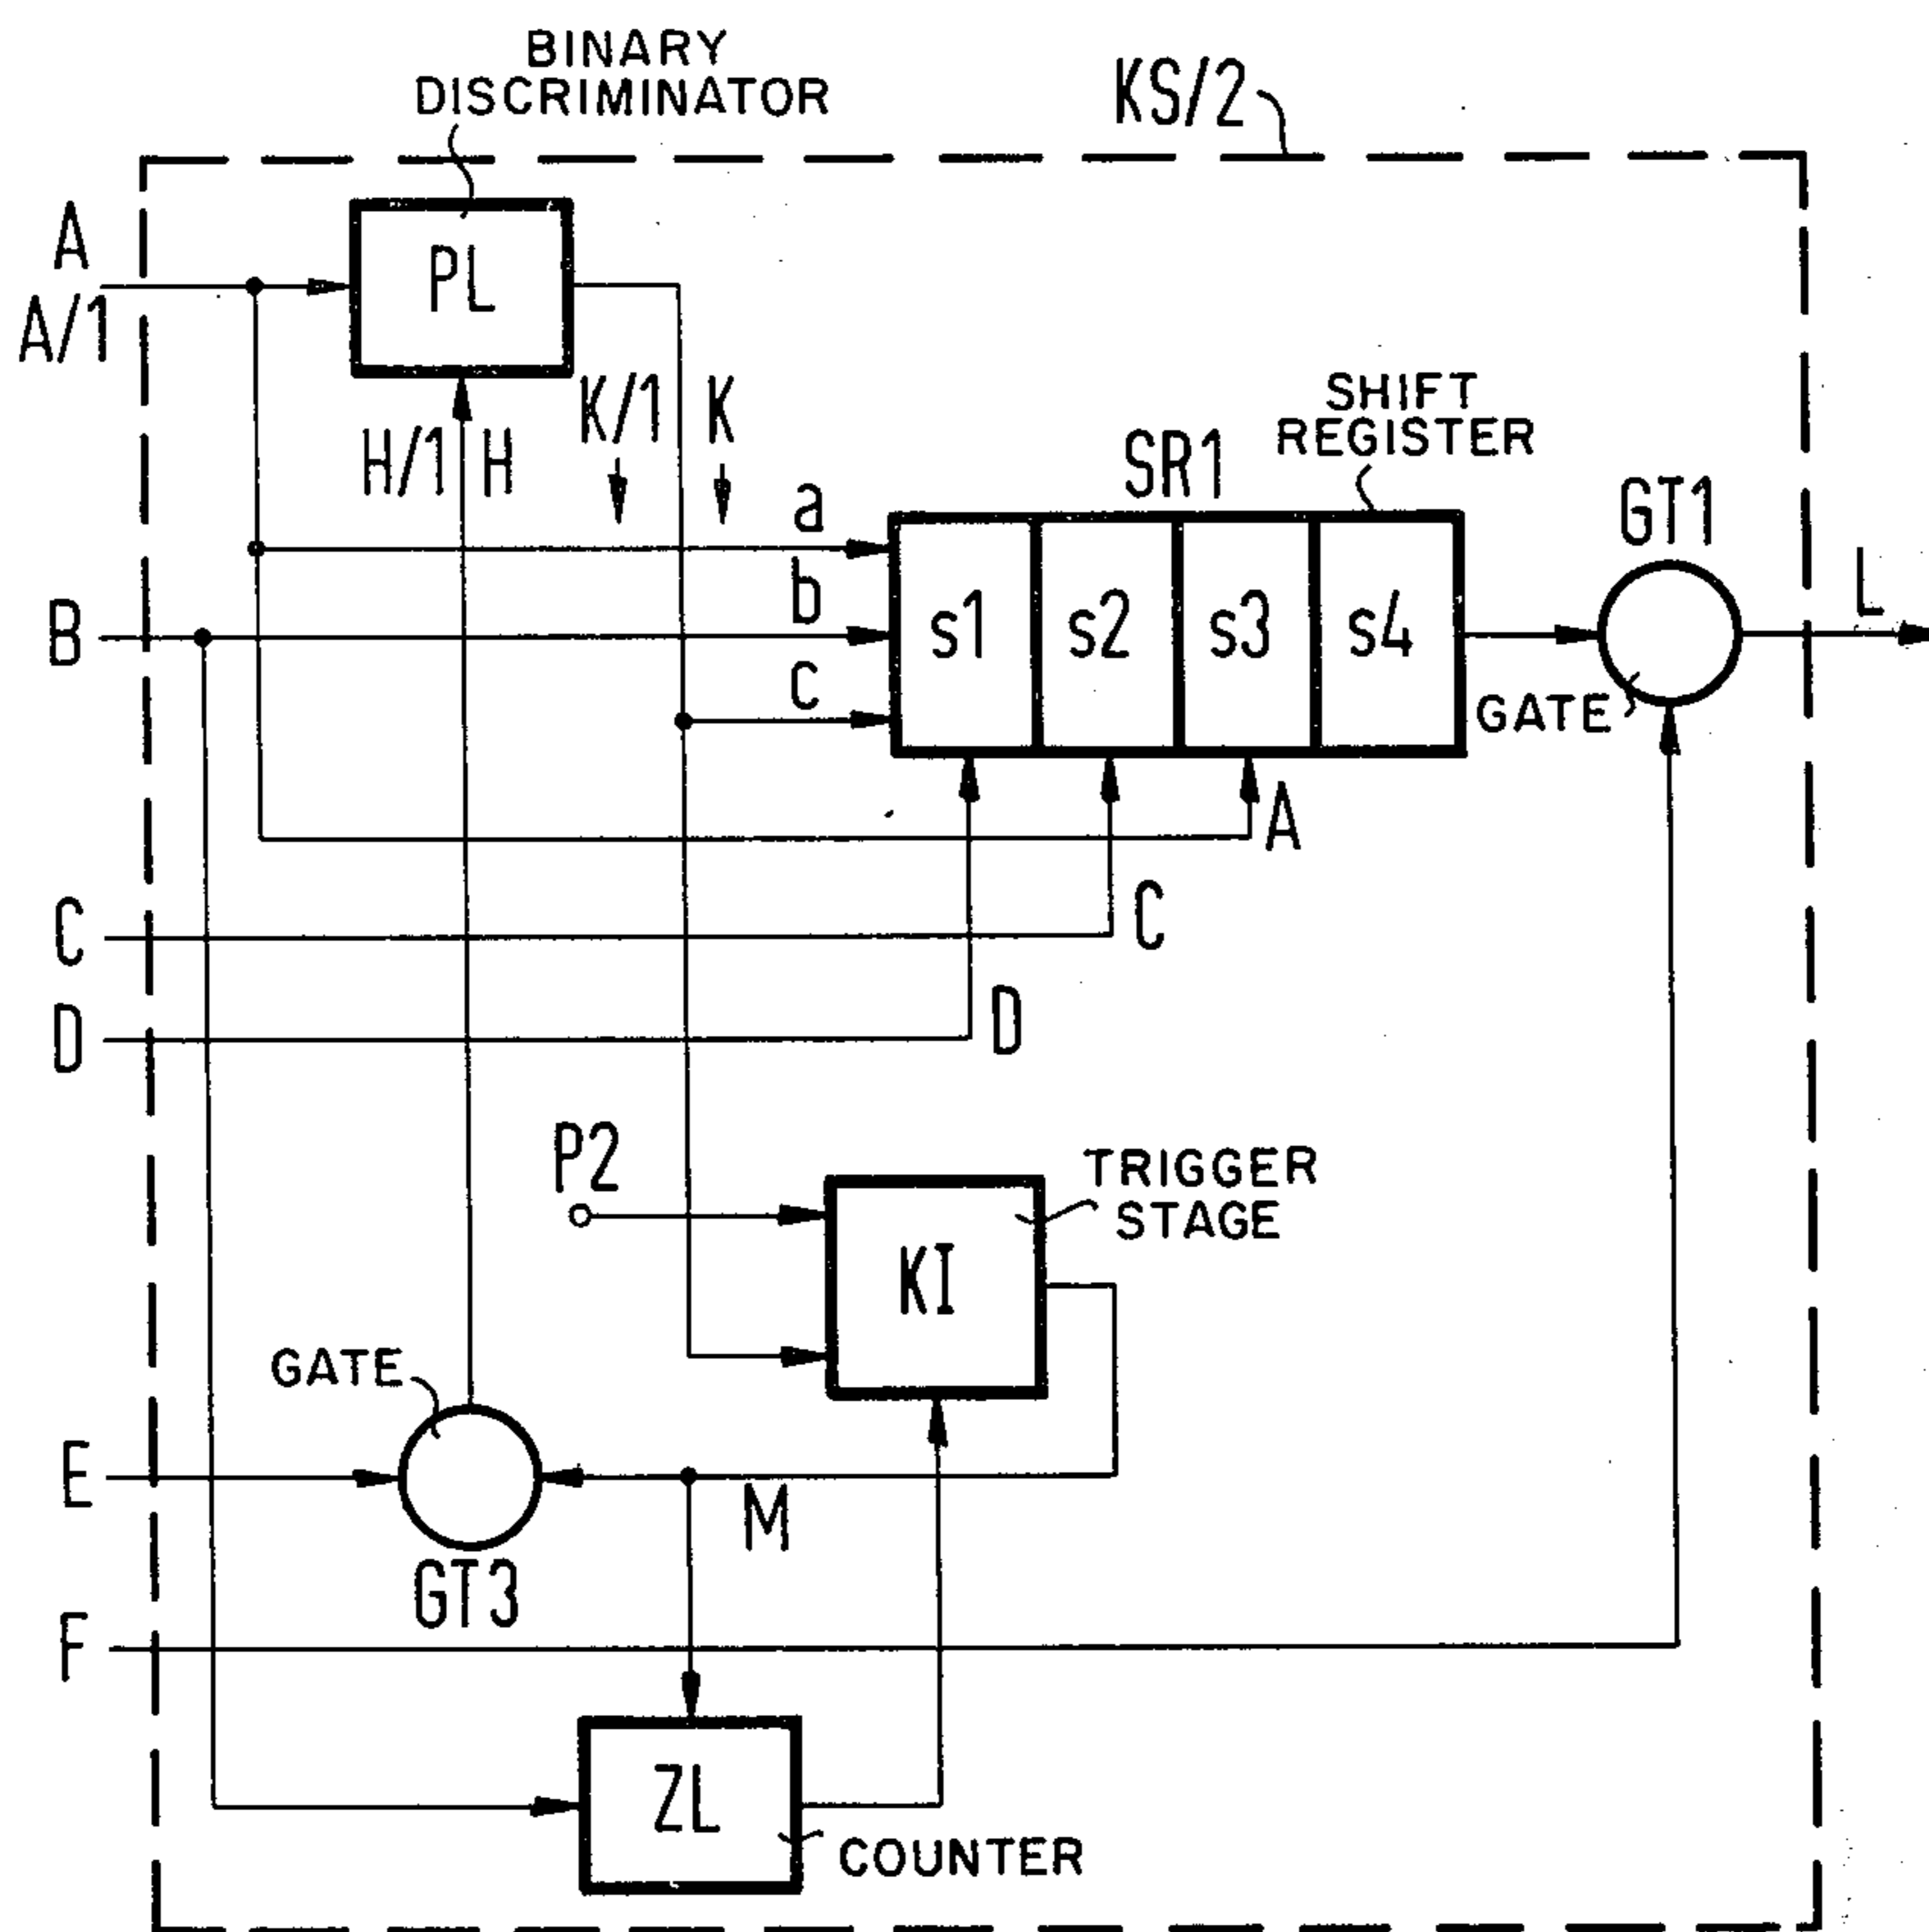 BINARY
DISCRIMINATOR
KS/2
A
A/1
PL
K/1 K
H/1 H
SHIFT
REGISTER
SR1
GT1
a
b
c
B
s1 s2 s3 s4
L
GATE
A
C
C
D
D
P2
TRIGGER
STAGE
KI
GATE
E
M
GT3
F
ZL
COUNTER